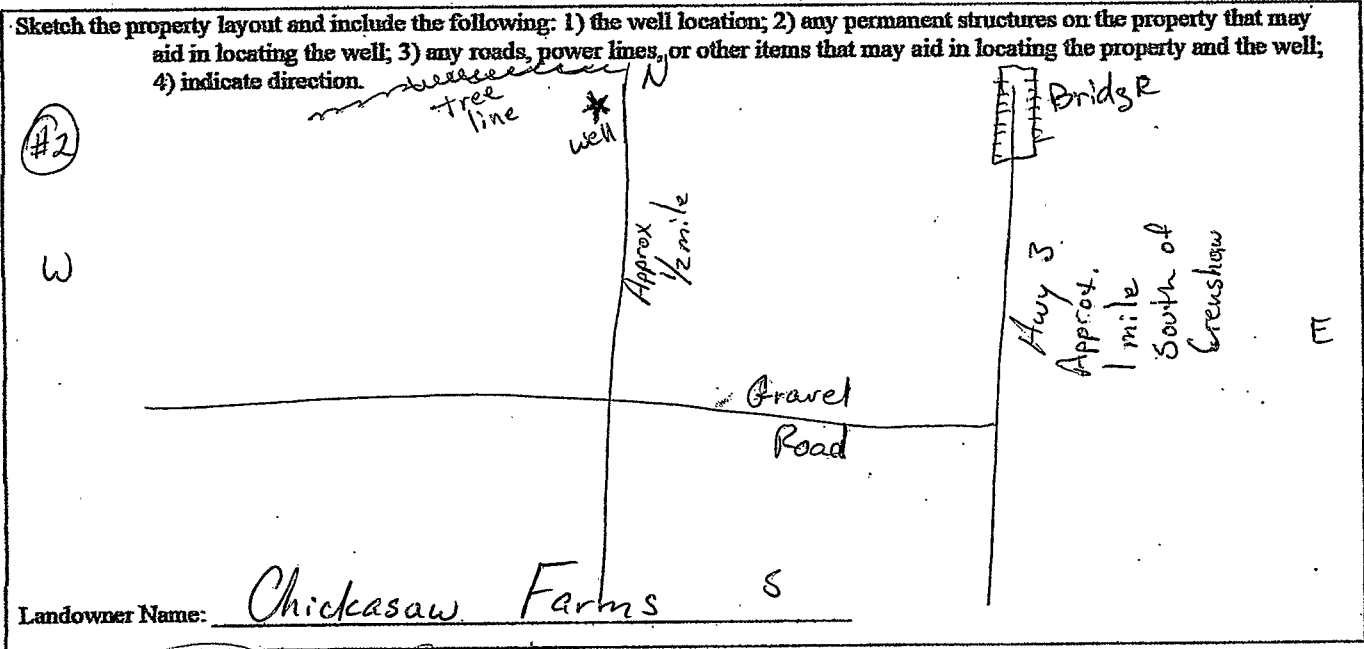 Sketch the property layout and include the following: 1) the well location; 2) any permanent structures on the property that may
aid in locating the well; 3) any roads, power lines, or other items that may aid in locating the property and the well;
4) indicate direction.
N
tree
line
well
Bridge
#2
W
Approx
1/2 mile
Hwy 3
Approx.
1 mile
South of
Crenshaw
E
Gravel
Road
S
Landowner Name: Chickasaw Farms